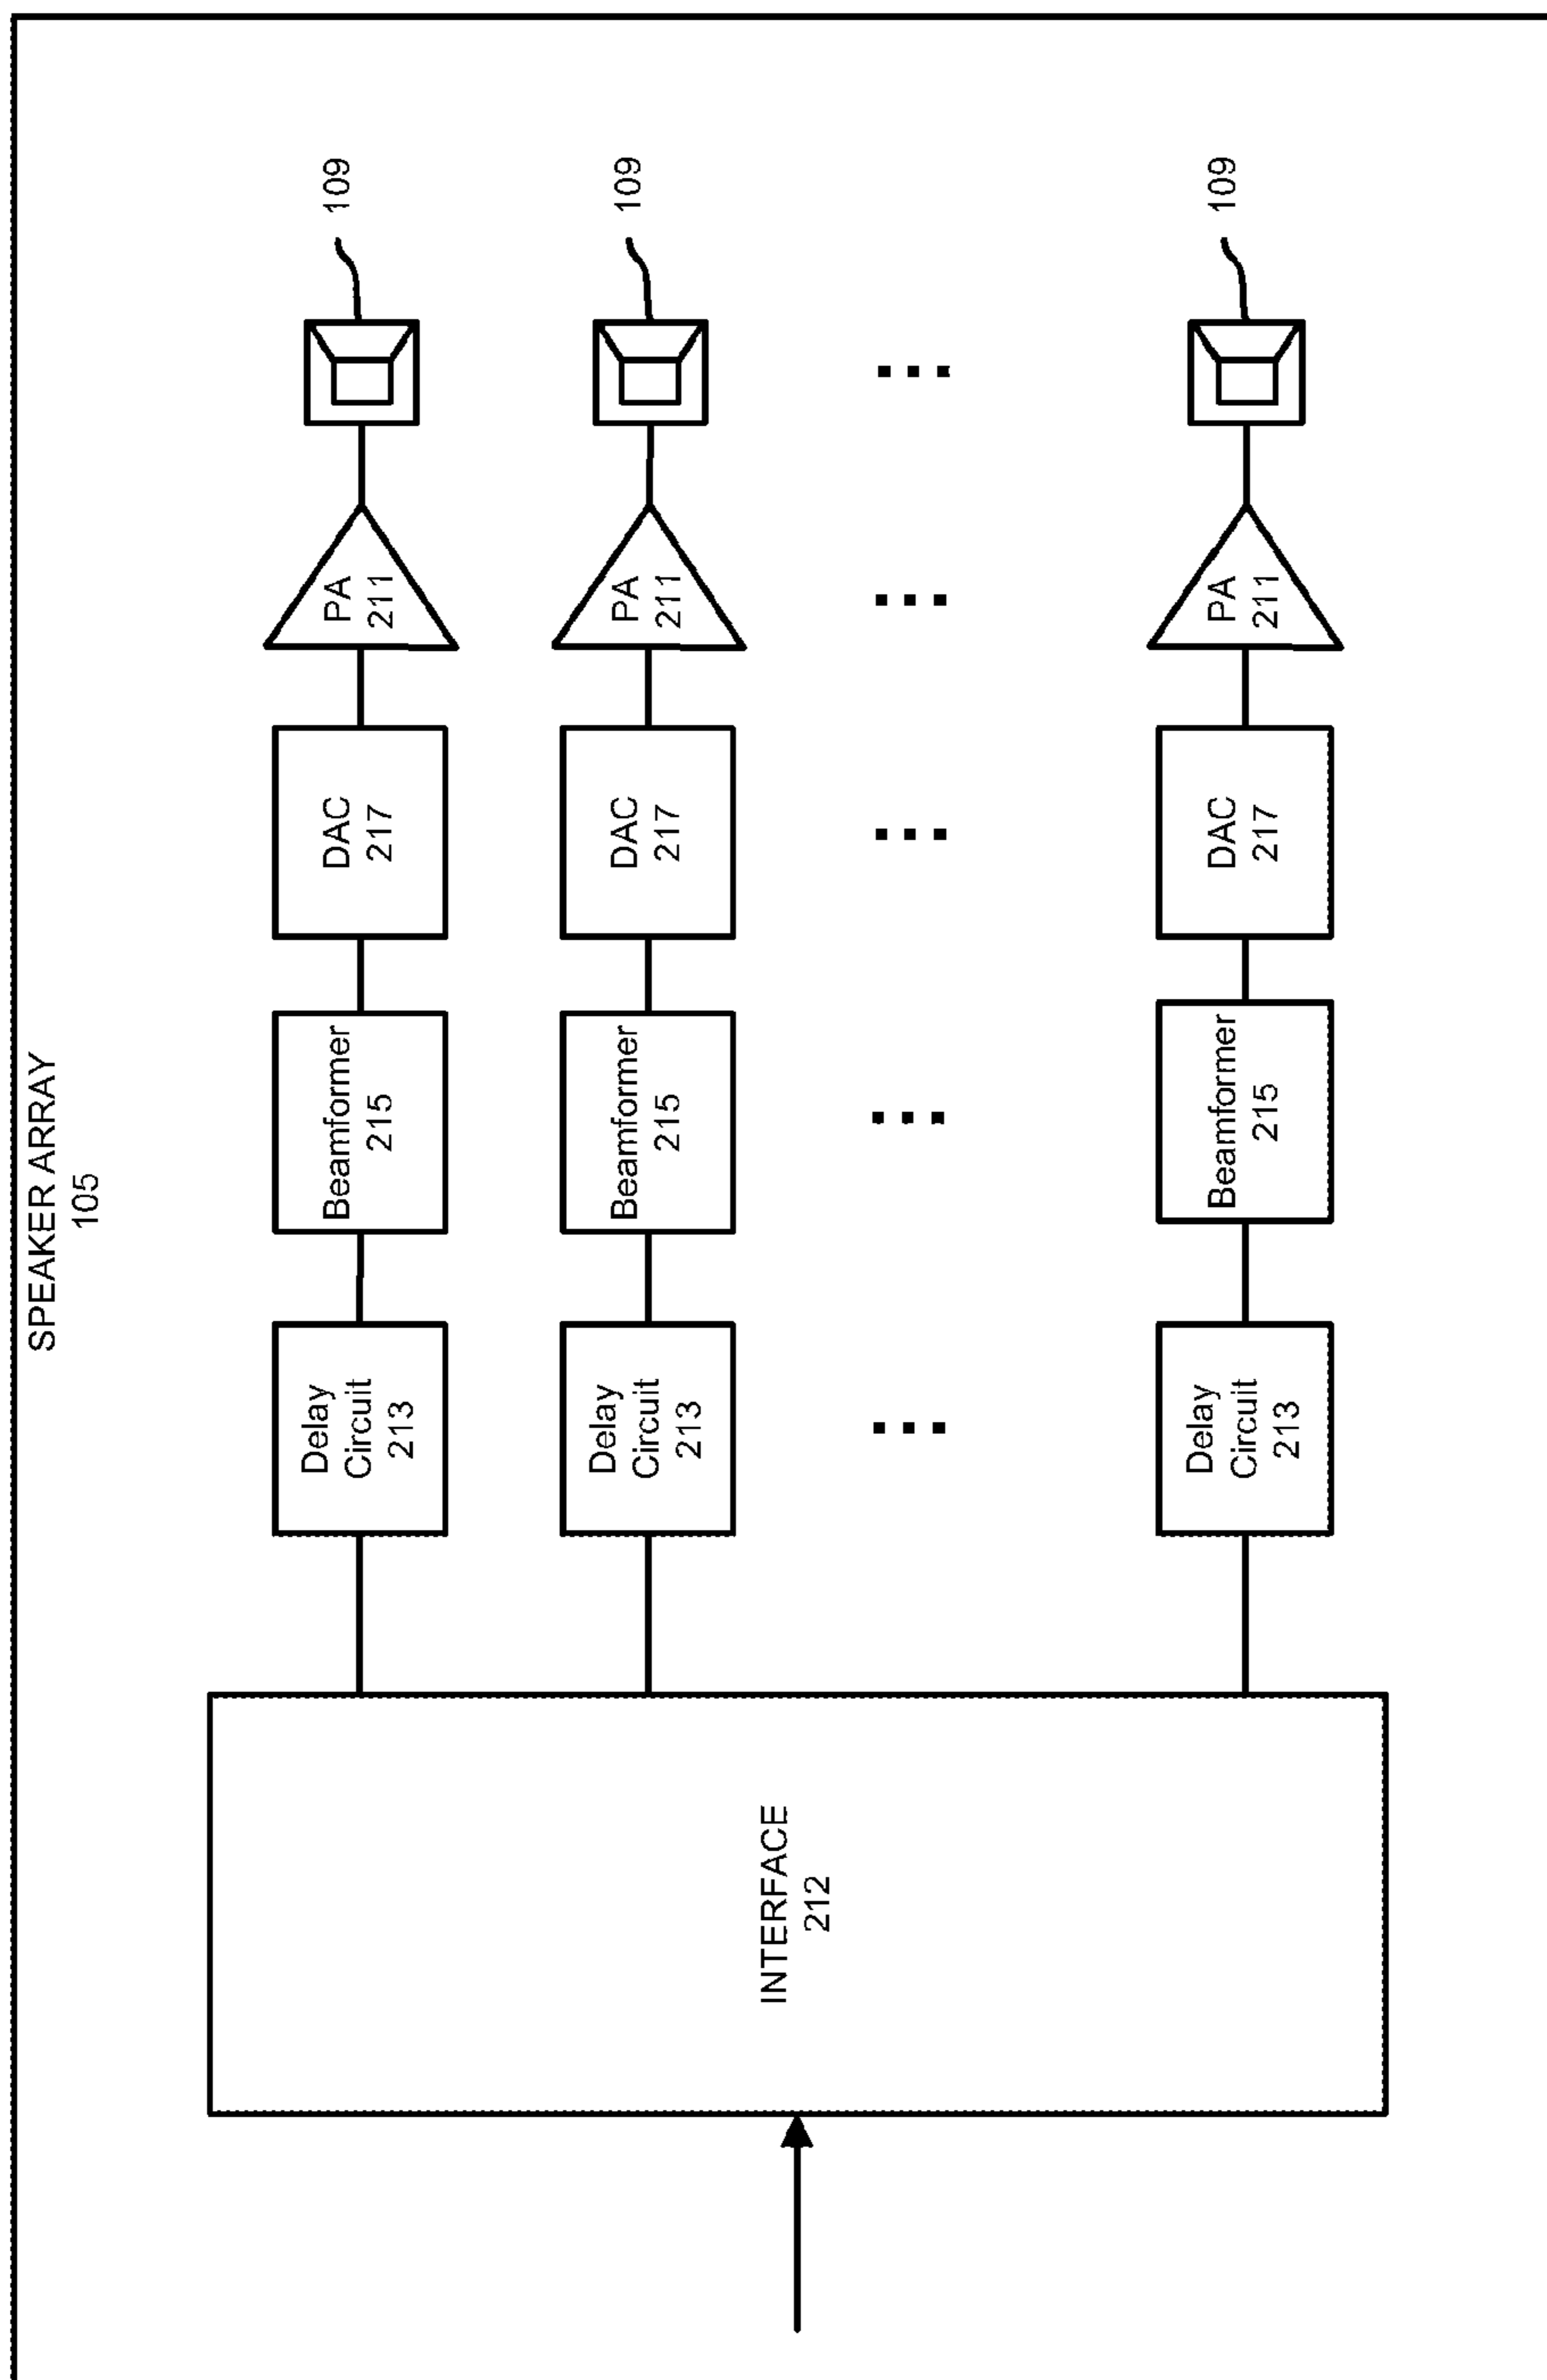 SPEAKER ARRAY
105
INTERFACE
212
Delay
Circuit
213
Beamformer
215
DAC
217
PA
211
109
Delay
Circuit
213
Beamformer
215
DAC
217
PA
211
109
Delay
Circuit
213
Beamformer
215
DAC
217
PA
211
109